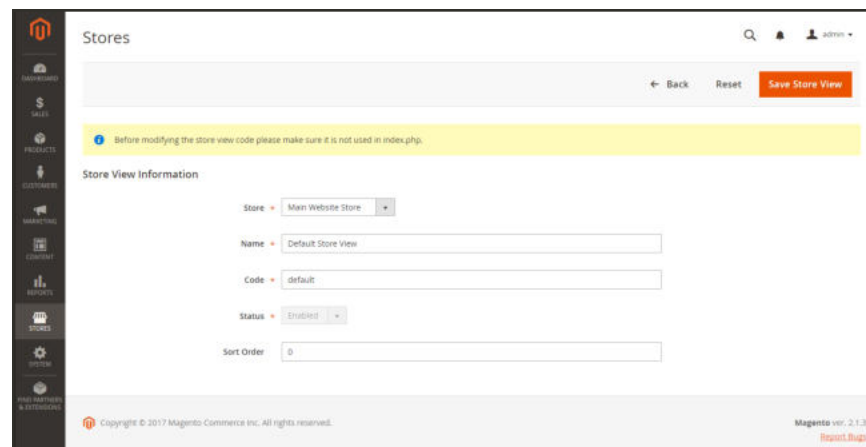 Stores
admin
DASHBOARD
SALES
PRODUCTS
CUSTOMERS
MARKETING
CONTENT
REPORTS
STORES
SYSTEM
FIND PARTNERS
& EXTENSIONS
← Back Reset Save Store View
Before modifying the store view code please make sure it is not used in index.php.
Store View Information
Store * Main Website Store
Name * Default Store View
Code * default
Status * Enabled
Sort Order 0
Copyright © 2017 Magento Commerce Inc. All rights reserved.
Magento ver. 2.1.3
Report Bugs